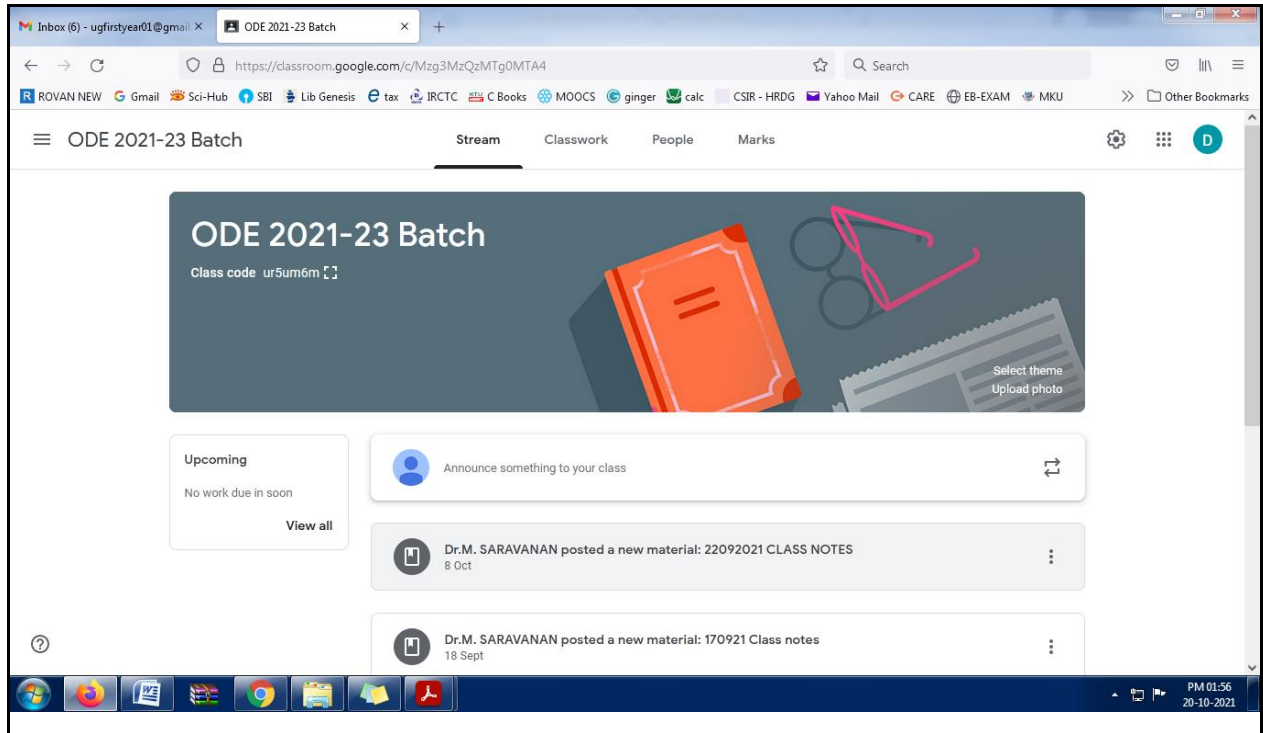 Inbox (6) - ugfirstyear01@gmail
ODE 2021-23 Batch
https://classroom.google.com/c/Mzg3MzQzMTg0MTA4
Search
ROVAN NEW Gmail Sci-Hub SBI Lib Genesis tax IRCTC C Books MOOCS ginger calc CSIR - HRDG Yahoo Mail CARE EB-EXAM MKU Other Bookmarks
ODE 2021-23 Batch Stream Classwork People Marks D
ODE 2021-23 Batch
Class code ur5um6m
Select theme
Upload photo
Upcoming
No work due in soon
View all
Announce something to your class
Dr.M. SARAVANAN posted a new material: 22092021 CLASS NOTES
8 Oct
Dr.M. SARAVANAN posted a new material: 170921 Class notes
18 Sept
PM 01:56
20-10-2021